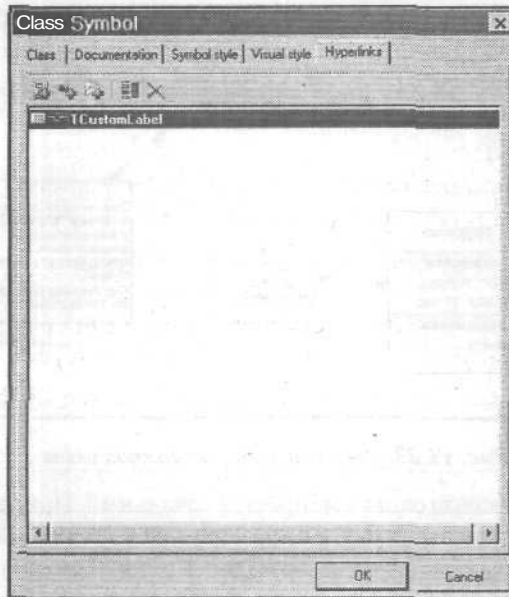 Class Symbol
Class Documentation Symbol style Visual style Hyperlinks
TCustomLabel
OK Cancel